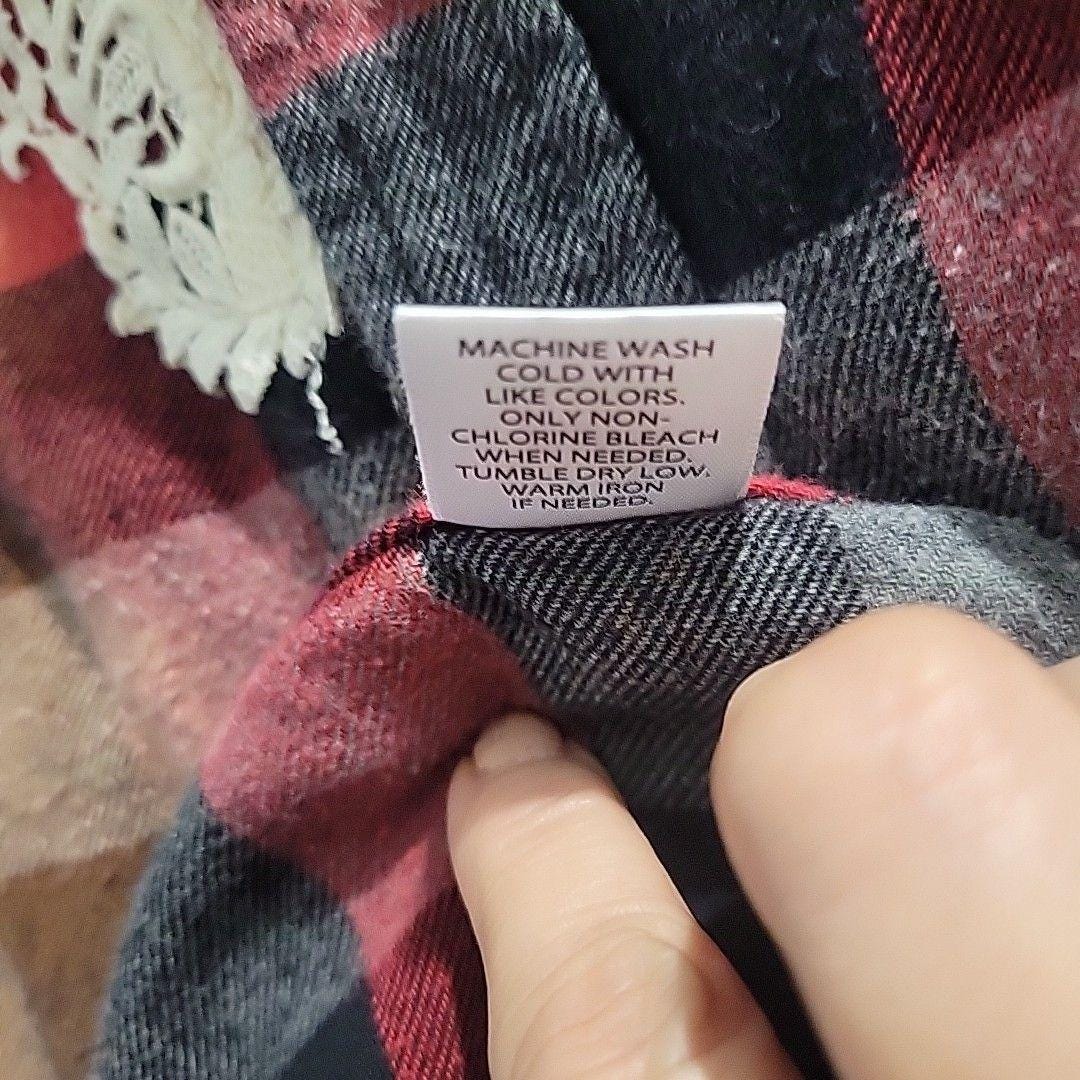 MACHINE WASH
COLD WITH
LIKE COLORS.
ONLY NON-
CHLORINE BLEACH
WHEN NEEDED.
TUMBLE DRY LOW.
WARM IRON
IF NEEDED.